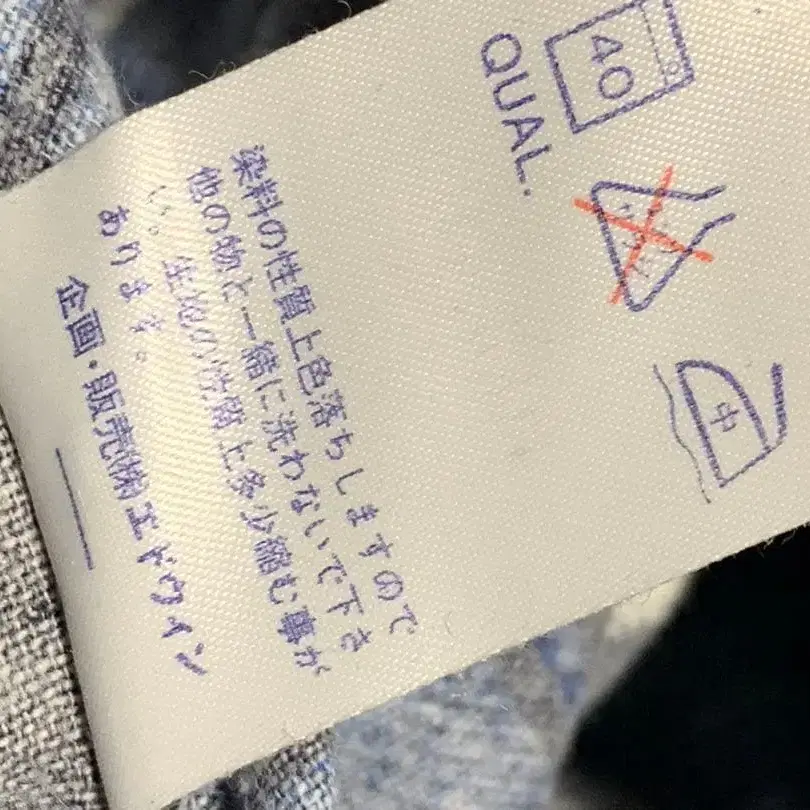 40
QUAL.
中
染料の性質上色落ちしますので
他の物と一緒に洗わないで下さ
い。生地の性質上多少縮む事が
あります。
企画・販売㈱エドウイン